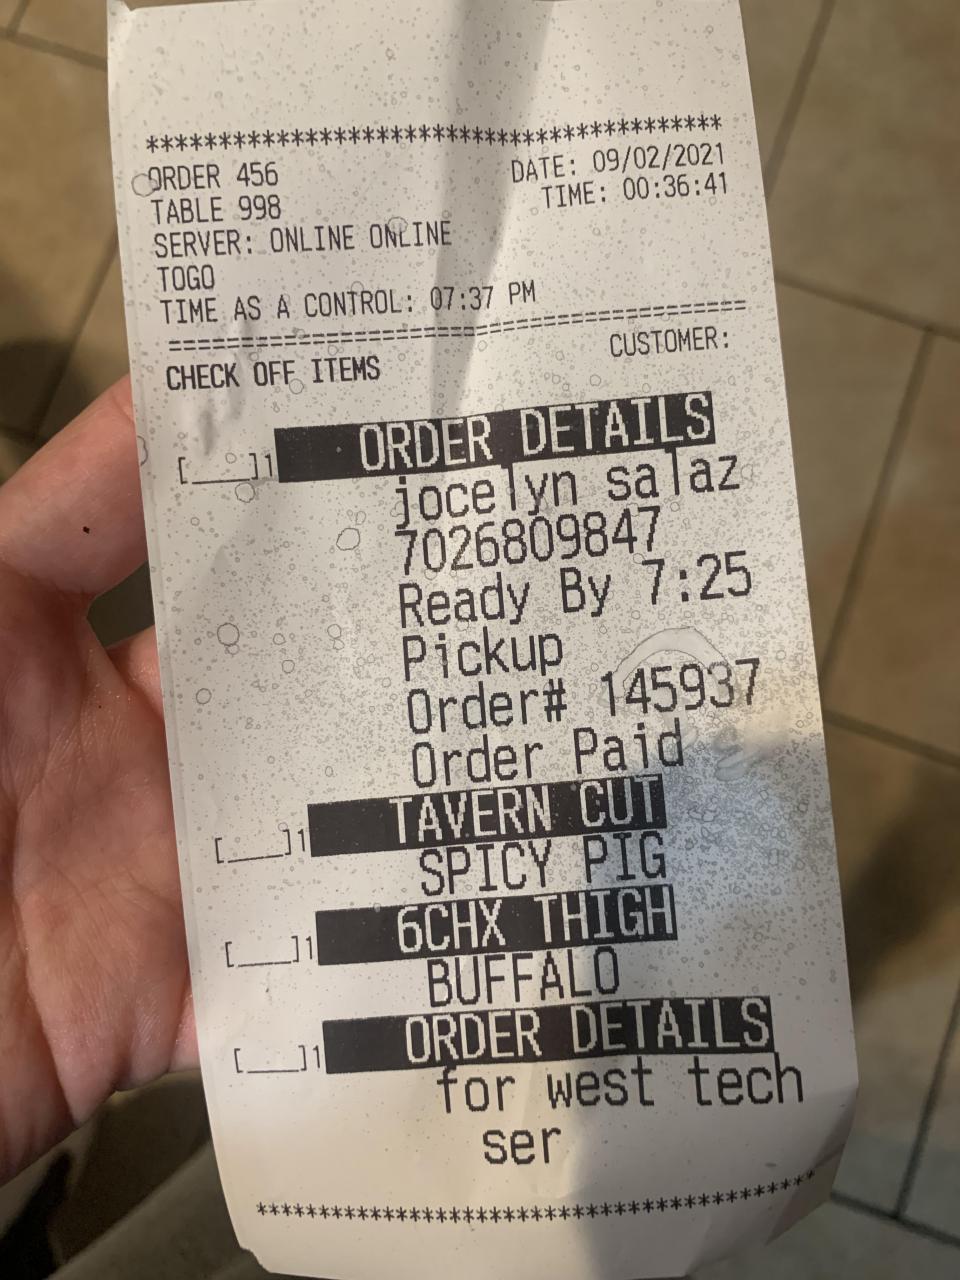 ****************************************
ORDER 456 DATE: 09/02/2021
TABLE 998 TIME: 00:36:41
SERVER: ONLINE ONLINE
TOGO
TIME AS A CONTROL: 07:37 PM
========================================
CUSTOMER:
CHECK OFF ITEMS
[____]1 ORDER DETAILS
jocelyn salaz
7026809847
Ready By 7:25
Pickup
Order# 145937
Order Paid
[____]1 TAVERN CUT
SPICY PIG
[____]1 6CHX THIGH
BUFFALO
[____]1 ORDER DETAILS
for west tech
ser
****************************************